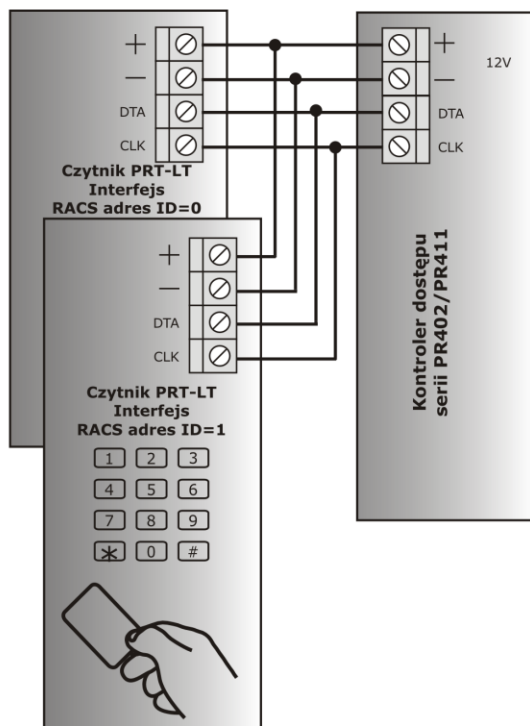 +
—
DTA
CLK
Czytnik PRT-LT
Interfejs
RACS adres ID=0
+
—
DTA
CLK
12V
Kontroler dostępu
serii PR402/PR411
+
—
DTA
CLK
Czytnik PRT-LT
Interfejs
RACS adres ID=1
1 2 3
4 5 6
7 8 9
* 0 #